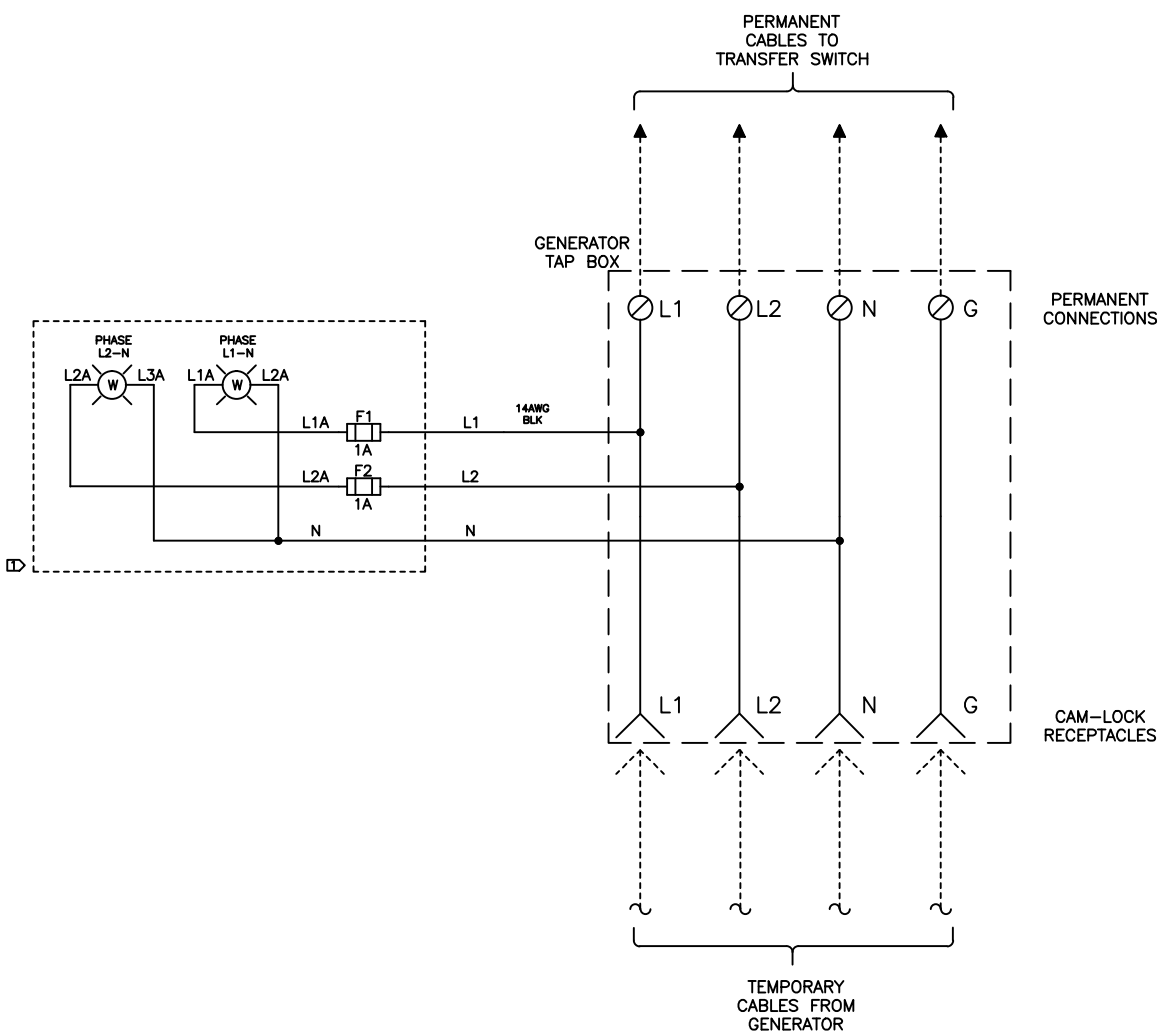 PERMANENT
CABLES TO
TRANSFER SWITCH
GENERATOR
TAP BOX
L1
L2
N
G
PERMANENT
CONNECTIONS
PHASE
L2-N
PHASE
L1-N
L2A
W
L3A
L1A
W
L2A
L1A
F1
1A
L1
14AWG
BLK
L2A
F2
1A
L2
N
N
1
L1
L2
N
G
CAM-LOCK
RECEPTACLES
TEMPORARY
CABLES FROM
GENERATOR